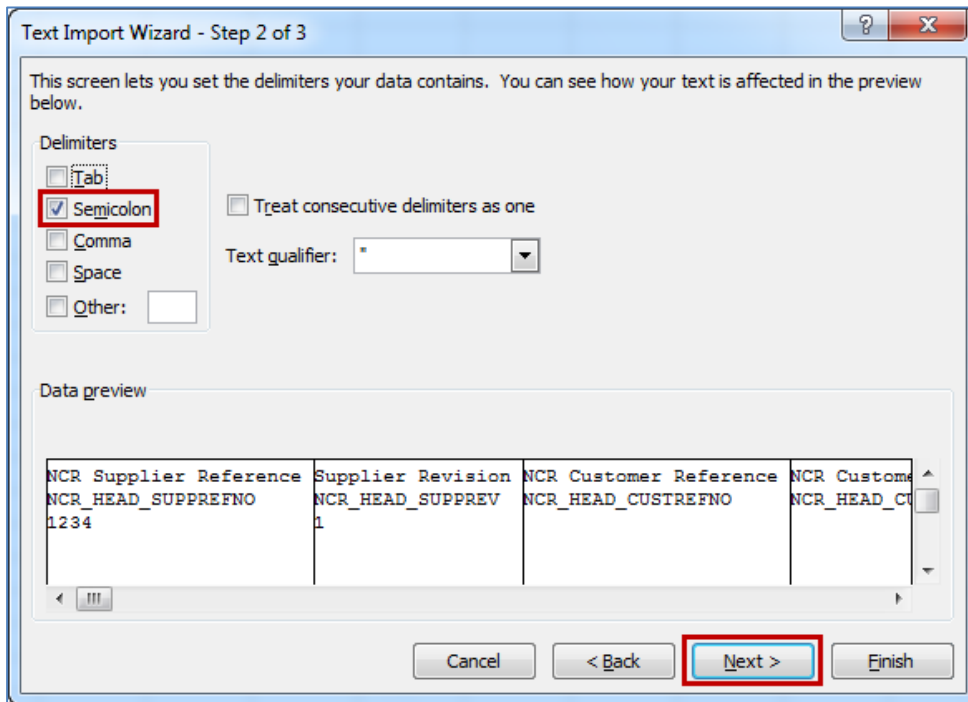 Text Import Wizard - Step 2 of 3
?
This screen lets you set the delimiters your data contains. You can see how your text is affected in the preview
below.
Delimiters
Tab
Semicolon
Comma
Space
Other:
Treat consecutive delimiters as one
Text qualifier: "
Data preview
NCR Supplier Reference Supplier Revision NCR Customer Reference NCR Custome
NCR_HEAD_SUPPREFNO NCR_HEAD_SUPPREV NCR_HEAD_CUSTREFNO NCR_HEAD_CU
1234 1
Cancel < Back Next > Finish